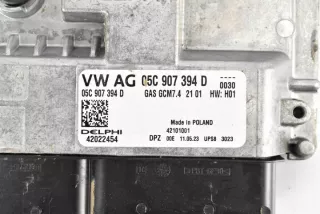 VW AG 05C 907 394 D ----
0030
05C 907 394 D GAS GCM7.4 21 01 HW: H01
Made in POLAND
DELPHI 42101001
42022454 DPZ 00E 11.05.23 UPS8 3023